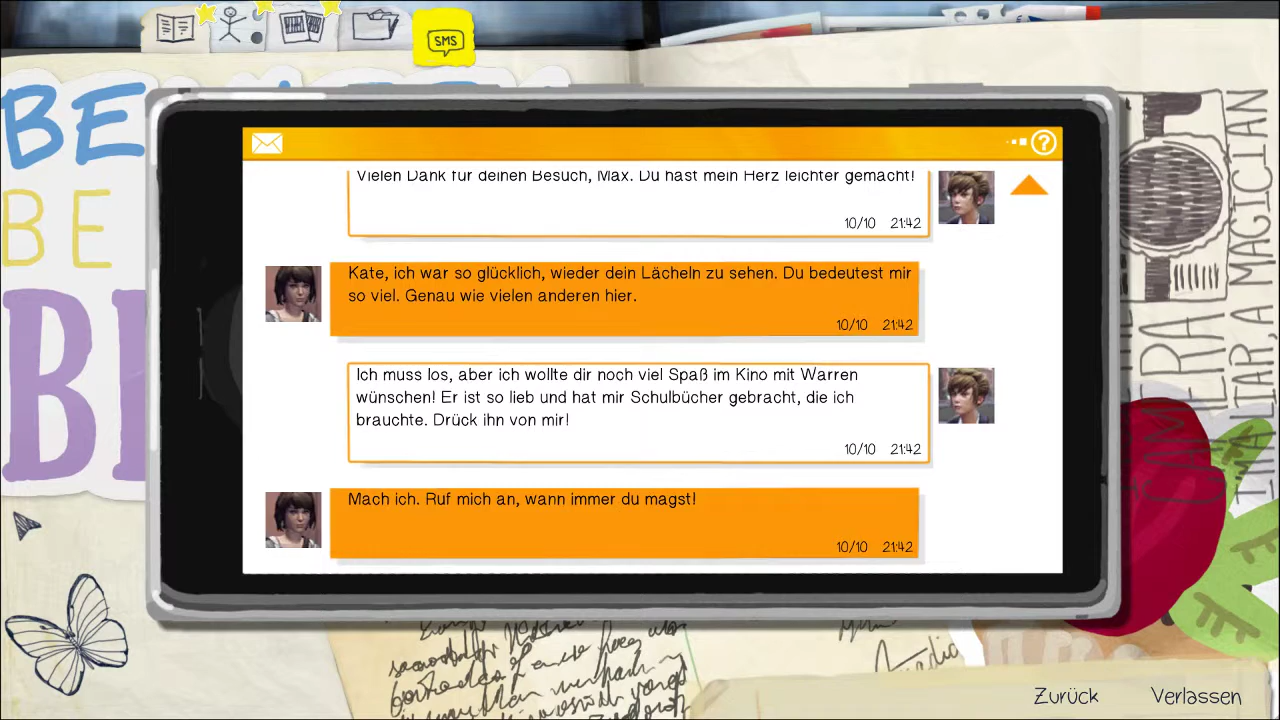 SMS
Vielen Dank für deinen Besuch, Max. Du hast mein Herz leichter gemacht!
10/10 21:42
Kate, ich war so glücklich, wieder dein Lächeln zu sehen. Du bedeutest mir
so viel. Genau wie vielen anderen hier.
10/10 21:42
Ich muss los, aber ich wollte dir noch viel Spaß im Kino mit Warren
wünschen! Er ist so lieb und hat mir Schulbücher gebracht, die ich
brauchte. Drück ihn von mir!
10/10 21:42
Mach ich. Ruf mich an, wann immer du magst!
10/10 21:42
BE
BE
I'M A LIAR, A MAGICIAN
Zurück Verlassen